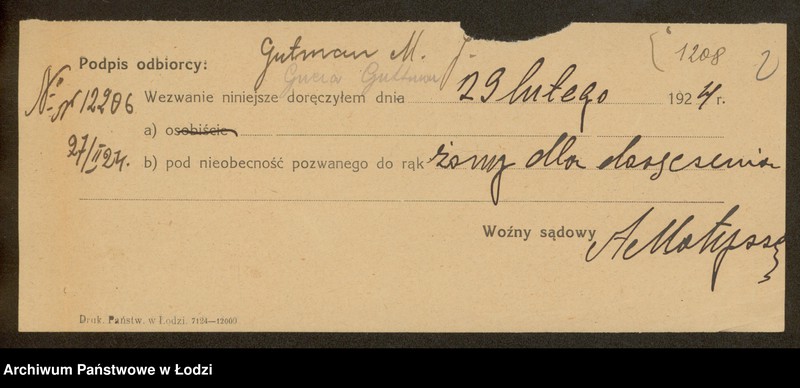 Gutman M. J.
1208
Podpis odbiorcy: Gucia Gutman
№ 12206 Wezwanie niniejsze doręczyłem dnia 29 lutego 1924 r.
a) osobiście
27/II 24. b) pod nieobecność pozwanego do rąk żony dla doręczenia
Woźny sądowy
Druk. Państw. w Łodzi 7124—12000
Archiwum Państwowe w Łodzi